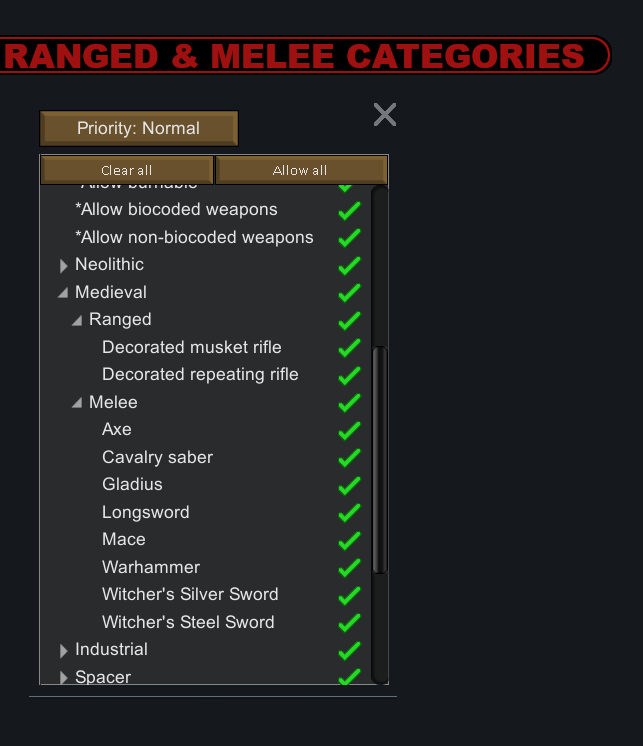 RANGED & MELEE CATEGORIES
Priority: Normal
Clear all
Allow all
*Allow burnable
*Allow biocoded weapons
*Allow non-biocoded weapons
Neolithic
Medieval
Ranged
Decorated musket rifle
Decorated repeating rifle
Melee
Axe
Cavalry saber
Gladius
Longsword
Mace
Warhammer
Witcher's Silver Sword
Witcher's Steel Sword
Industrial
Spacer